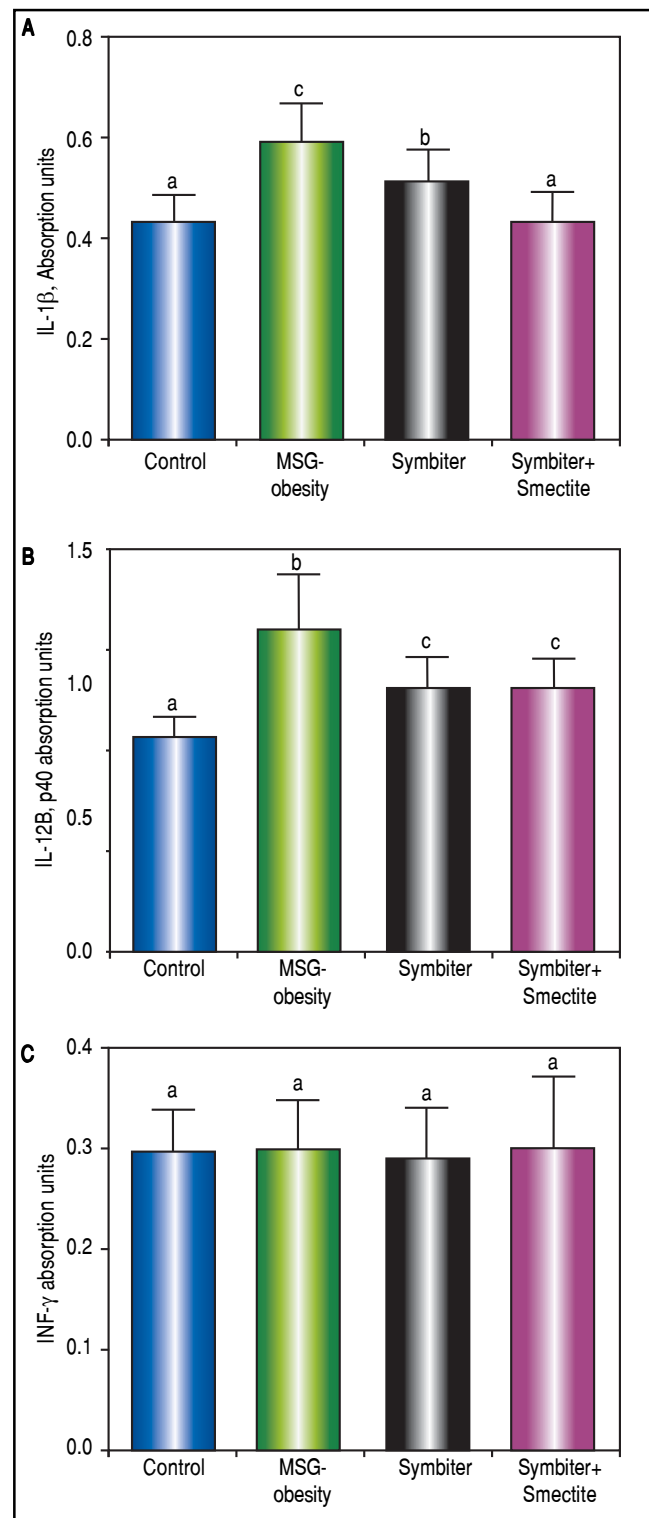 A
IL-1β, Absorption units
0.8
0.6
0.4
0.2
0.0
a
c
b
a
Control
MSG-
obesity
Symbiter
Symbiter+
Smectite
B
IL-12B, p40 absorption units
1.5
1.0
0.5
0.0
a
b
c
c
Control
MSG-
obesity
Symbiter
Symbiter+
Smectite
C
INF-γ absorption units
0.4
0.3
0.2
0.1
0.0
a
a
a
a
Control
MSG-
obesity
Symbiter
Symbiter+
Smectite